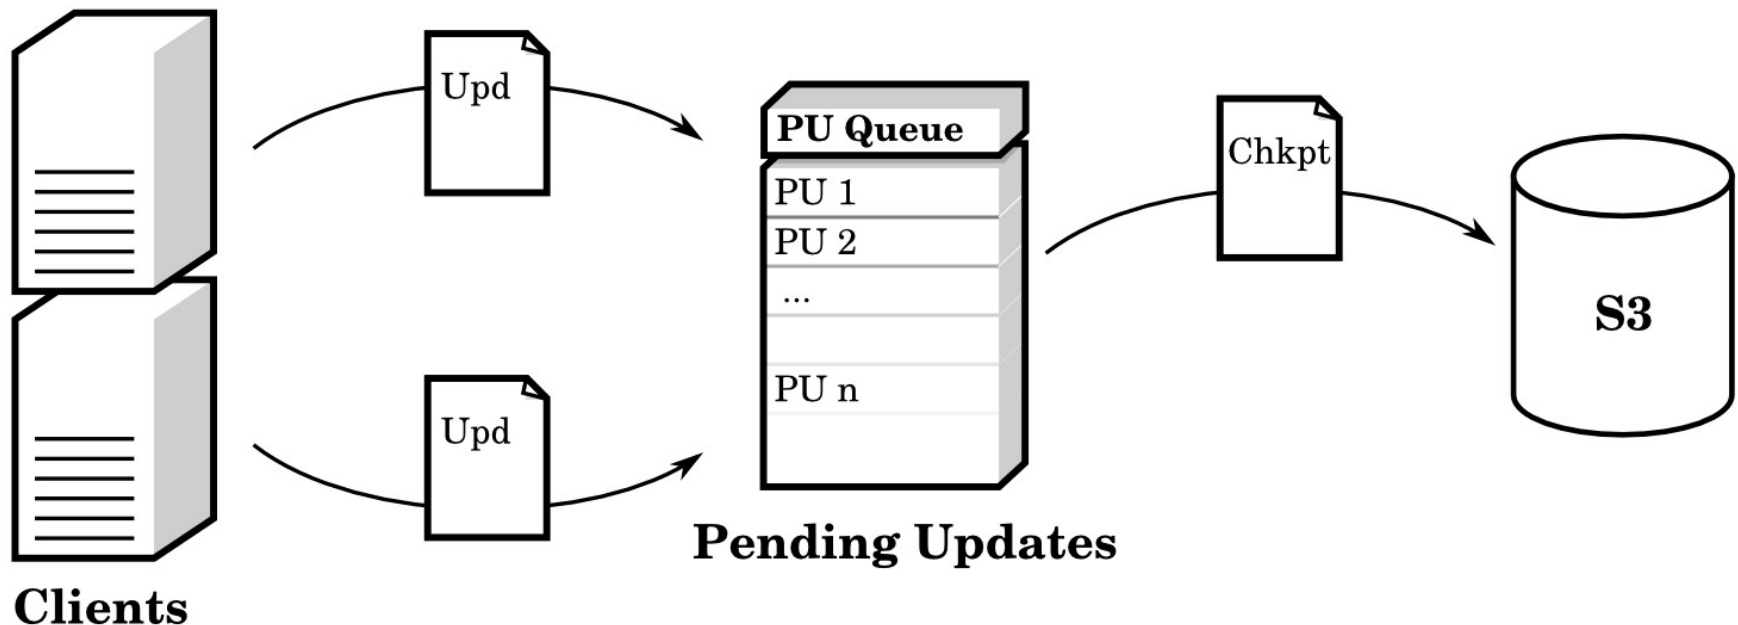 Upd
Upd
PU Queue
PU 1
PU 2
...
PU n
Chkpt
S3
Pending Updates
Clients